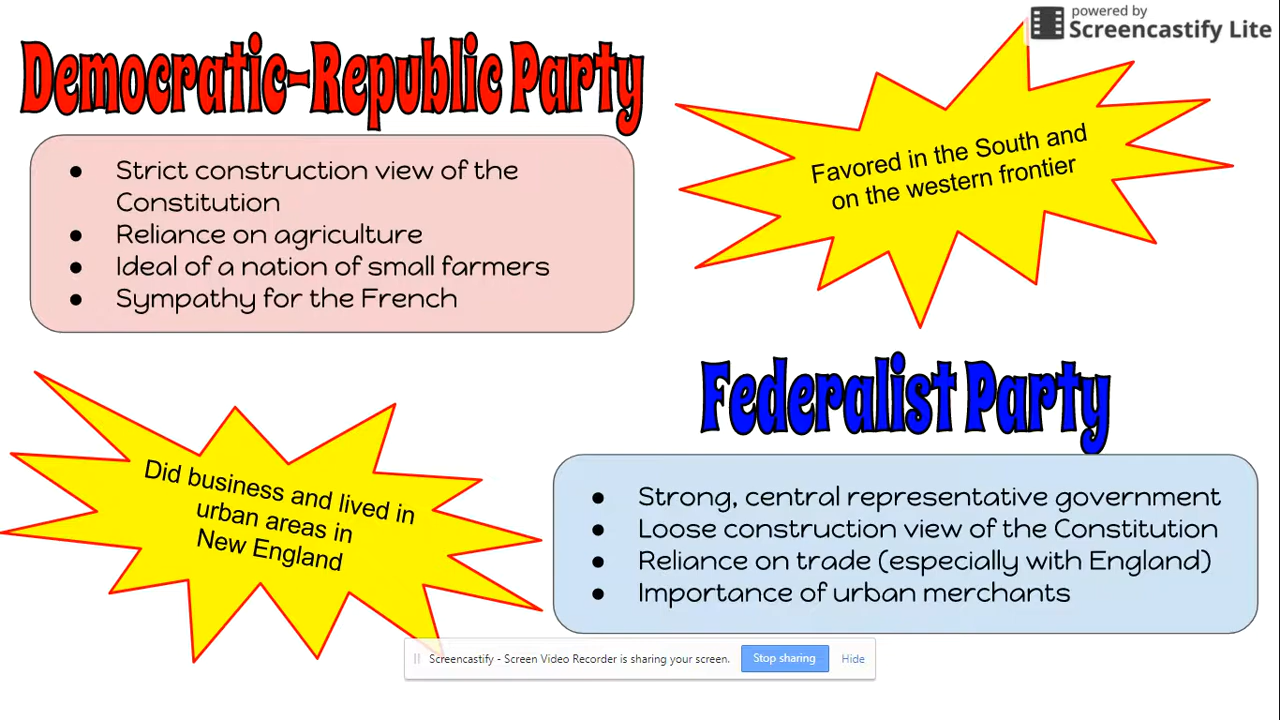 powered by
Screencastify Lite
Democratic-Republic Party
● Strict construction view of the
Constitution
● Reliance on agriculture
● Ideal of a nation of small farmers
● Sympathy for the French
Favored in the South and
on the western frontier
Federalist Party
Did business and lived in
urban areas in
New England
● Strong, central representative government
● Loose construction view of the Constitution
● Reliance on trade (especially with England)
● Importance of urban merchants
Screencastify - Screen Video Recorder is sharing your screen. Stop sharing Hide